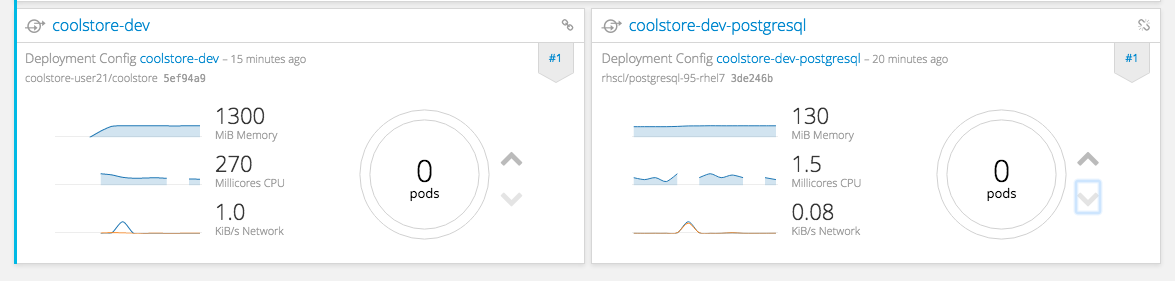 coolstore-dev
Deployment Config coolstore-dev – 15 minutes ago
coolstore-user21/coolstore 5ef94a9
#1
1300
MiB Memory
270
Millicores CPU
1.0
KiB/s Network
0
pods
coolstore-dev-postgresql
Deployment Config coolstore-dev-postgresql – 20 minutes ago
rhscl/postgresql-95-rhel7 3de246b
#1
130
MiB Memory
1.5
Millicores CPU
0.08
KiB/s Network
0
pods